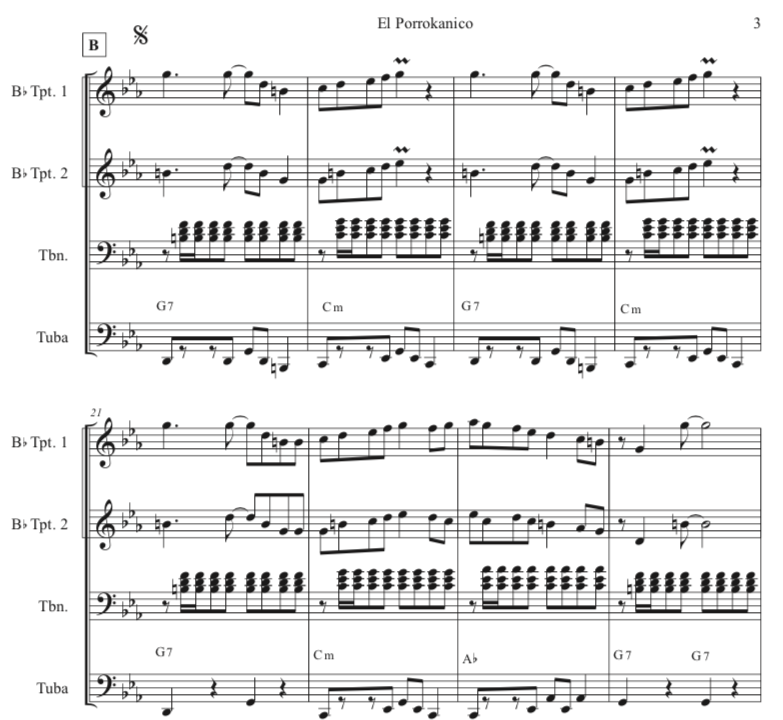 El Porrokanico 3
B
B♭ Tpt. 1
B♭ Tpt. 2
Tbn.
G7 Cm G7 Cm
Tuba
21
B♭ Tpt. 1
B♭ Tpt. 2
Tbn.
G7 Cm A♭ G7 G7
Tuba